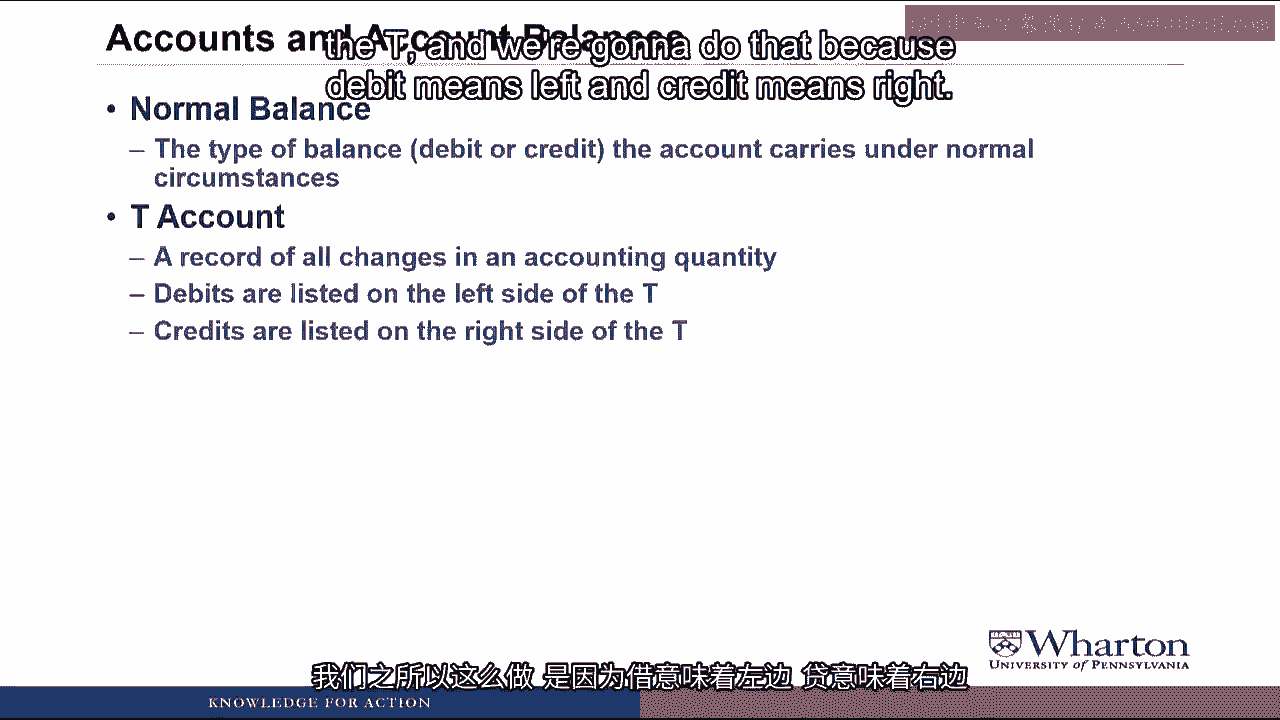 Accounts and Account Balances
the T, and we're gonna do that because
debit means left and credit means right.
• Normal Balance
– The type of balance (debit or credit) the account carries under normal
circumstances
• T Account
– A record of all changes in an accounting quantity
– Debits are listed on the left side of the T
– Credits are listed on the right side of the T
Wharton
UNIVERSITY of PENNSYLVANIA
我们之所以这么做 是因为借意味着左边 贷意味着右边
KNOWLEDGE FOR ACTION